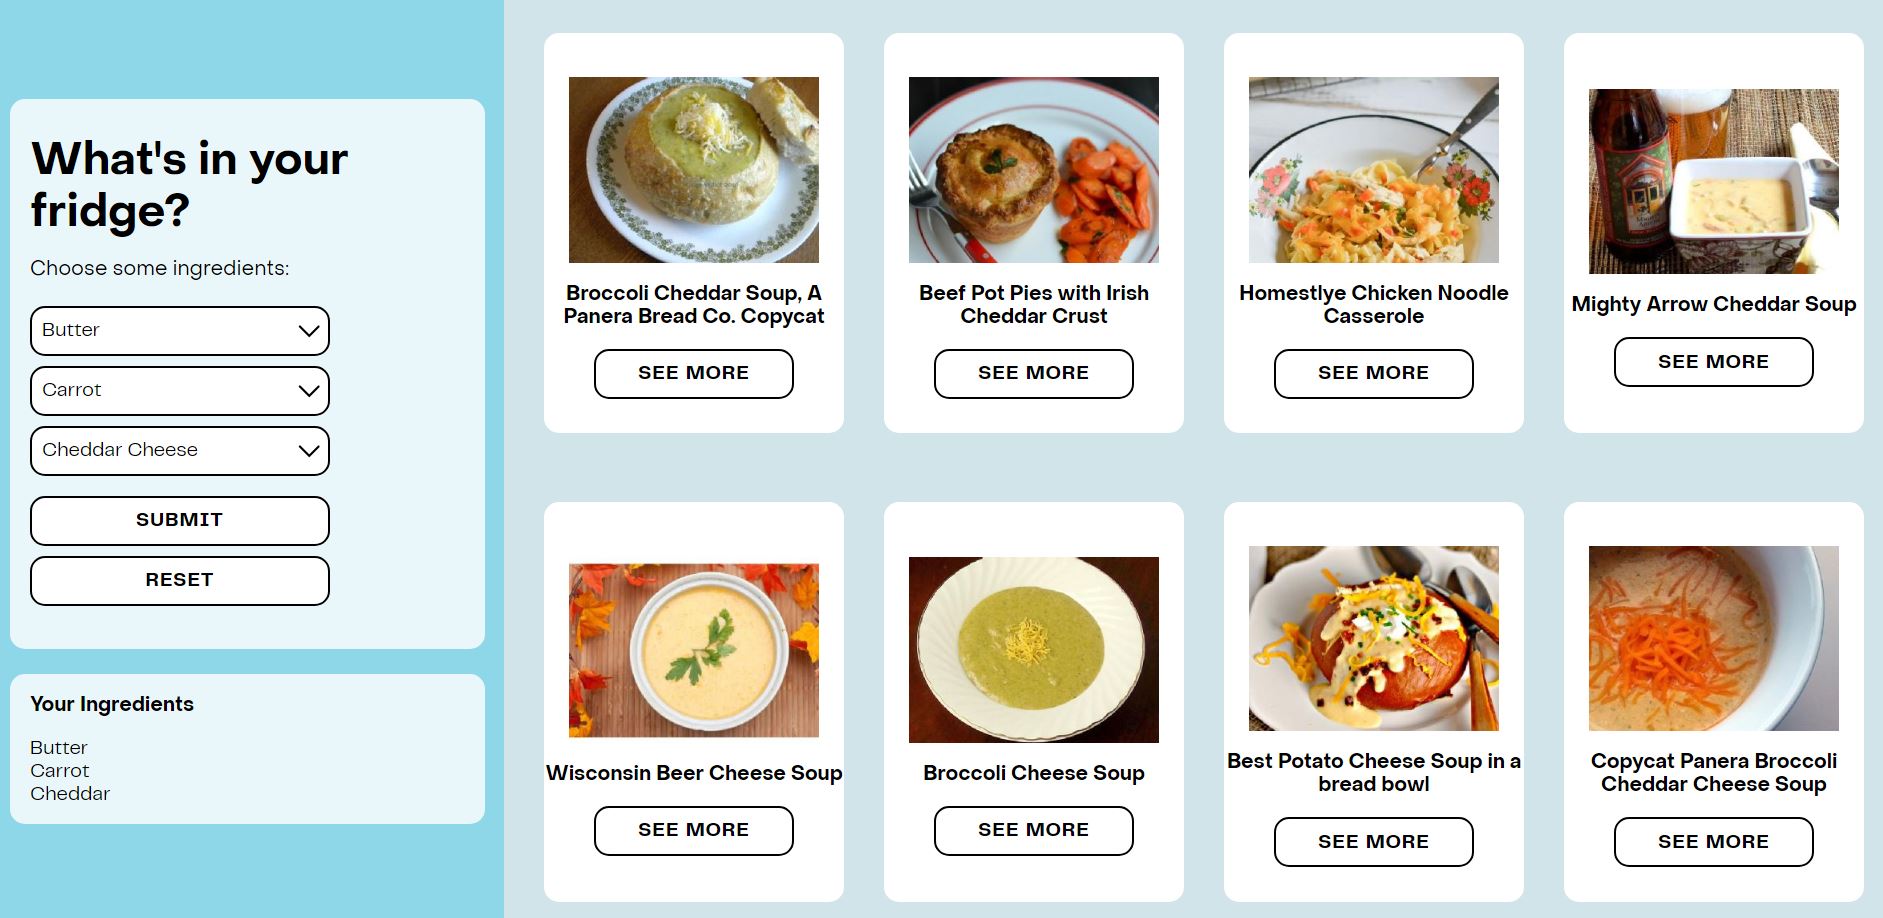 What's in your
fridge?
Choose some ingredients:
Butter
Carrot
Cheddar Cheese
SUBMIT
RESET
Your Ingredients
Butter
Carrot
Cheddar
Broccoli Cheddar Soup, A
Panera Bread Co. Copycat
SEE MORE
Beef Pot Pies with Irish
Cheddar Crust
SEE MORE
Homestlye Chicken Noodle
Casserole
SEE MORE
Mighty Arrow Cheddar Soup
SEE MORE
Wisconsin Beer Cheese Soup
SEE MORE
Broccoli Cheese Soup
SEE MORE
Best Potato Cheese Soup in a
bread bowl
SEE MORE
Copycat Panera Broccoli
Cheddar Cheese Soup
SEE MORE